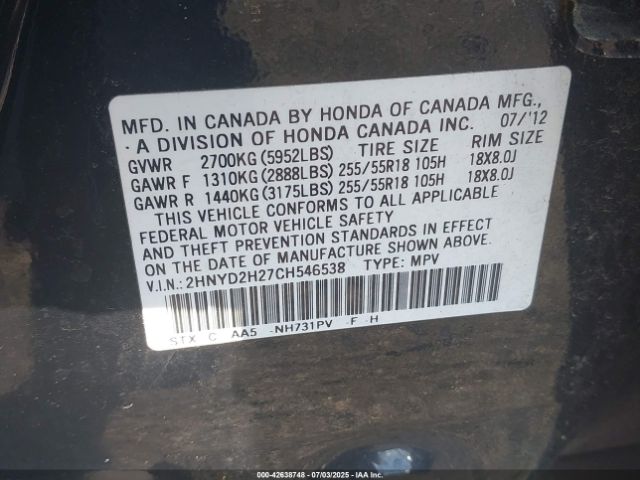 MFD. IN CANADA BY HONDA OF CANADA MFG.,
A DIVISION OF HONDA CANADA INC. 07/'12
GVWR 2700KG (5952LBS) TIRE SIZE RIM SIZE
GAWR F 1310KG (2888LBS) 255/55R18 105H 18X8.0J
GAWR R 1440KG (3175LBS) 255/55R18 105H 18X8.0J
THIS VEHICLE CONFORMS TO ALL APPLICABLE
FEDERAL MOTOR VEHICLE SAFETY
AND THEFT PREVENTION STANDARDS IN EFFECT
ON THE DATE OF MANUFACTURE SHOWN ABOVE.
V.I.N.: 2HNYD2H27CH546538 TYPE: MPV
STX C AA5 -NH731PV -F -H
000-42638748 - 07/03/2025 - IAA INC.